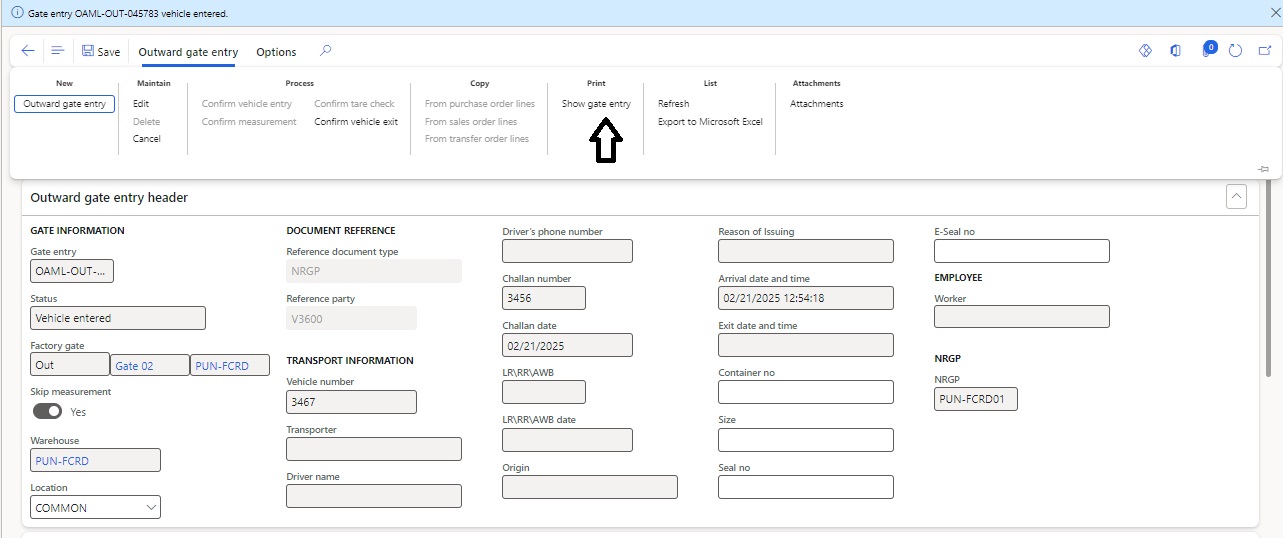 Gate entry OAML-OUT-045783 vehicle entered.
Save
Outward gate entry
Options
0
New
Maintain
Process
Copy
Print
List
Attachments
Outward gate entry
Edit
Confirm vehicle entry
Confirm tare check
From purchase order lines
Show gate entry
Refresh
Attachments
Delete
Confirm measurement
Confirm vehicle exit
From sales order lines
Export to Microsoft Excel
Cancel
From transfer order lines
Outward gate entry header
GATE INFORMATION
Gate entry
OAML-OUT-...
Status
Vehicle entered
Factory gate
Out
Gate 02
PUN-FCRD
Skip measurement
Yes
Warehouse
PUN-FCRD
Location
COMMON
DOCUMENT REFERENCE
Reference document type
NRGP
Reference party
V3600
TRANSPORT INFORMATION
Vehicle number
3467
Transporter
Driver name
Driver's phone number
Challan number
3456
Challan date
02/21/2025
LR\RR\AWB
LR\RR\AWB date
Origin
Reason of Issuing
Arrival date and time
02/21/2025 12:54:18
Exit date and time
Container no
Size
Seal no
E-Seal no
EMPLOYEE
Worker
NRGP
NRGP
PUN-FCRD01